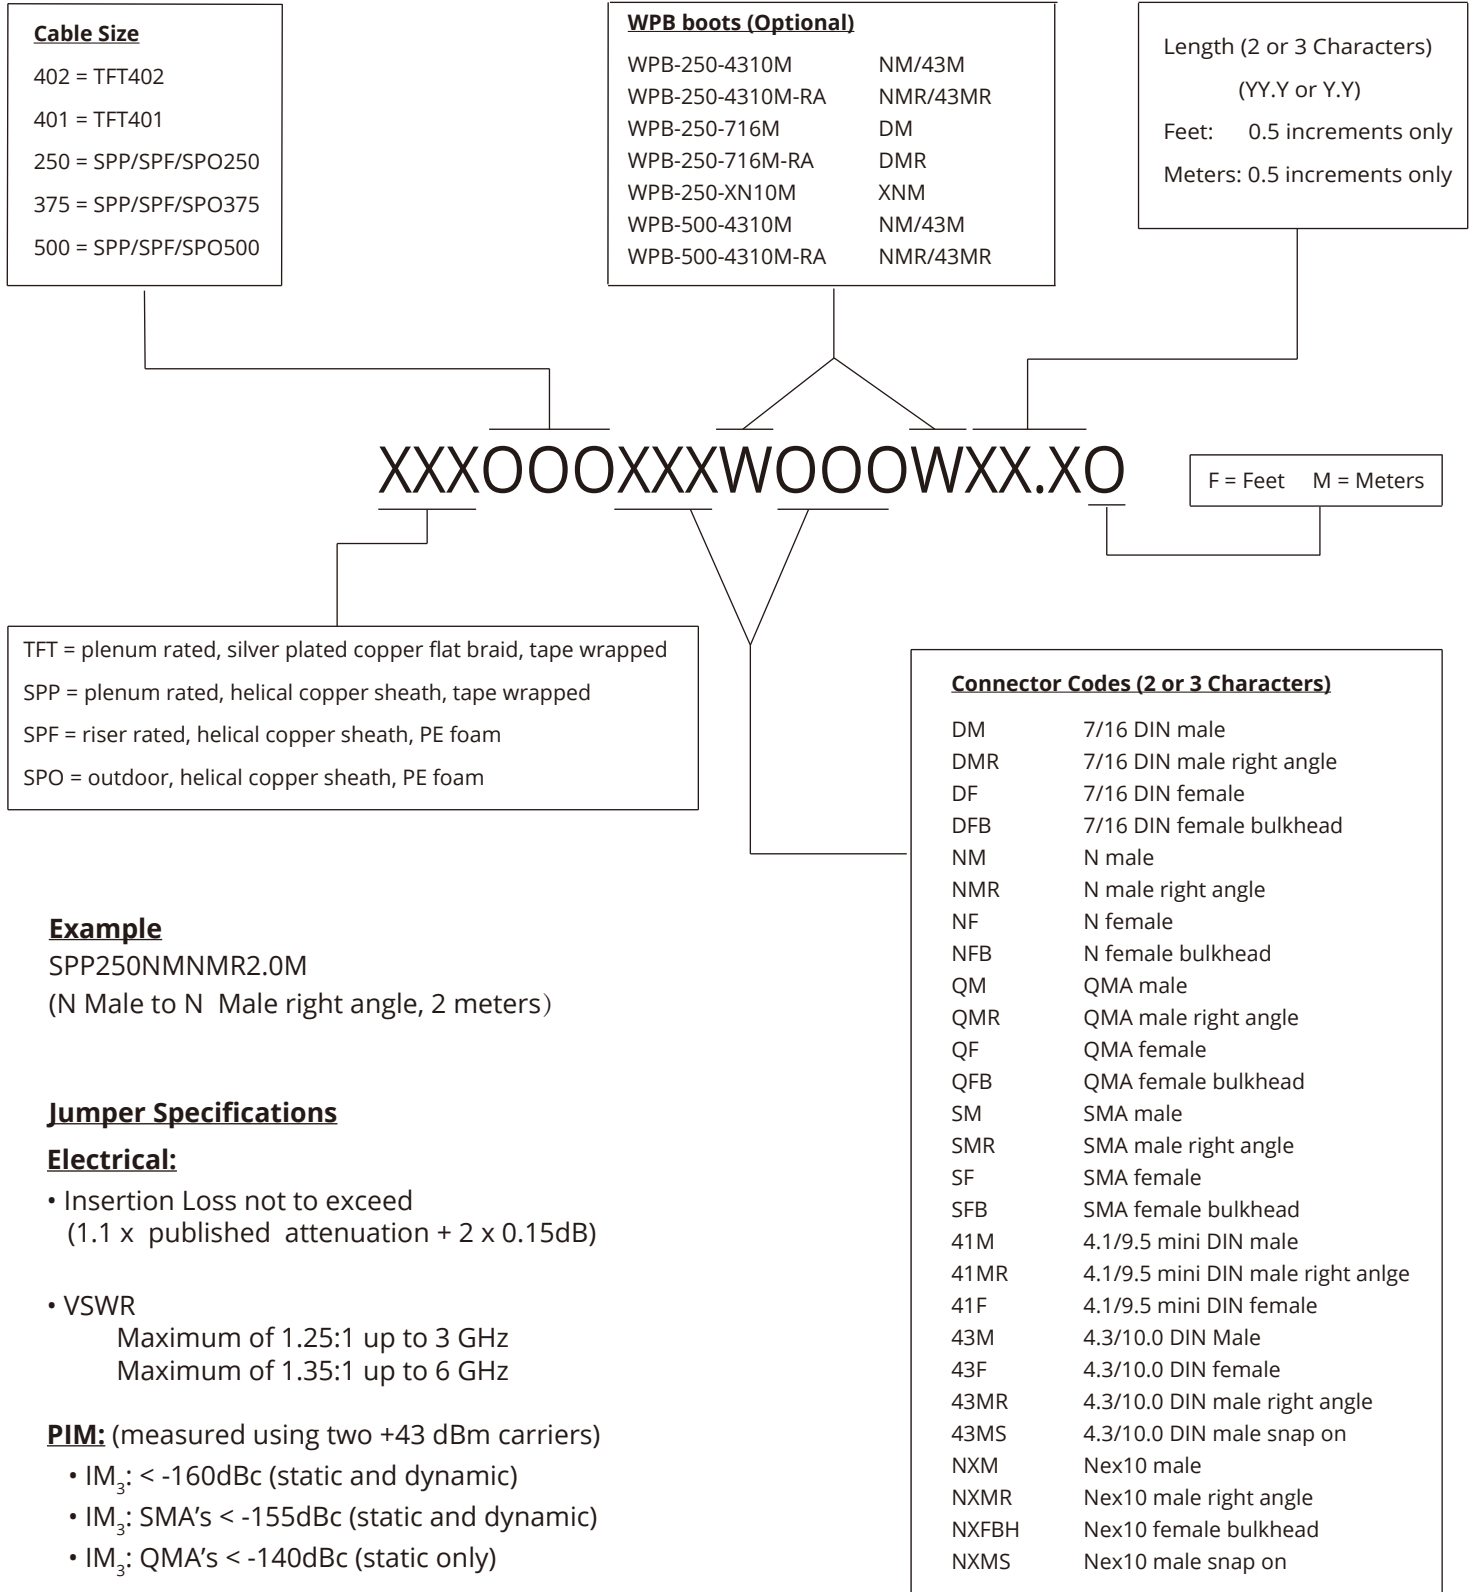 Cable Size
402 = TFT402
401 = TFT401
250 = SPP/SPF/SPO250
375 = SPP/SPF/SPO375
500 = SPP/SPF/SPO500
WPB boots (Optional)
WPB-250-4310M NM/43M
WPB-250-4310M-RA NMR/43MR
WPB-250-716M DM
WPB-250-716M-RA DMR
WPB-250-XN10M XNM
WPB-500-4310M NM/43M
WPB-500-4310M-RA NMR/43MR
Length (2 or 3 Characters)
(YY.Y or Y.Y)
Feet: 0.5 increments only
Meters: 0.5 increments only
XXXOOOXXXWOOOWXX.XO
F = Feet M = Meters
TFT = plenum rated, silver plated copper flat braid, tape wrapped
SPP = plenum rated, helical copper sheath, tape wrapped
SPF = riser rated, helical copper sheath, PE foam
SPO = outdoor, helical copper sheath, PE foam
Connector Codes (2 or 3 Characters)
DM 7/16 DIN male
DMR 7/16 DIN male right angle
DF 7/16 DIN female
DFB 7/16 DIN female bulkhead
NM N male
NMR N male right angle
NF N female
NFB N female bulkhead
QM QMA male
QMR QMA male right angle
QF QMA female
QFB QMA female bulkhead
SM SMA male
SMR SMA male right angle
SF SMA female
SFB SMA female bulkhead
41M 4.1/9.5 mini DIN male
41MR 4.1/9.5 mini DIN male right anlge
41F 4.1/9.5 mini DIN female
43M 4.3/10.0 DIN Male
43F 4.3/10.0 DIN female
43MR 4.3/10.0 DIN male right angle
43MS 4.3/10.0 DIN male snap on
NXM Nex10 male
NXMR Nex10 male right angle
NXFBH Nex10 female bulkhead
NXMS Nex10 male snap on
Example
SPP250NMNMR2.0M
(N Male to N Male right angle, 2 meters）
Jumper Specifications
Electrical:
• Insertion Loss not to exceed
(1.1 x published attenuation + 2 x 0.15dB)
• VSWR
Maximum of 1.25:1 up to 3 GHz
Maximum of 1.35:1 up to 6 GHz
PIM: (measured using two +43 dBm carriers)
• IM₃: < -160dBc (static and dynamic)
• IM₃: SMA’s < -155dBc (static and dynamic)
• IM₃: QMA’s < -140dBc (static only)